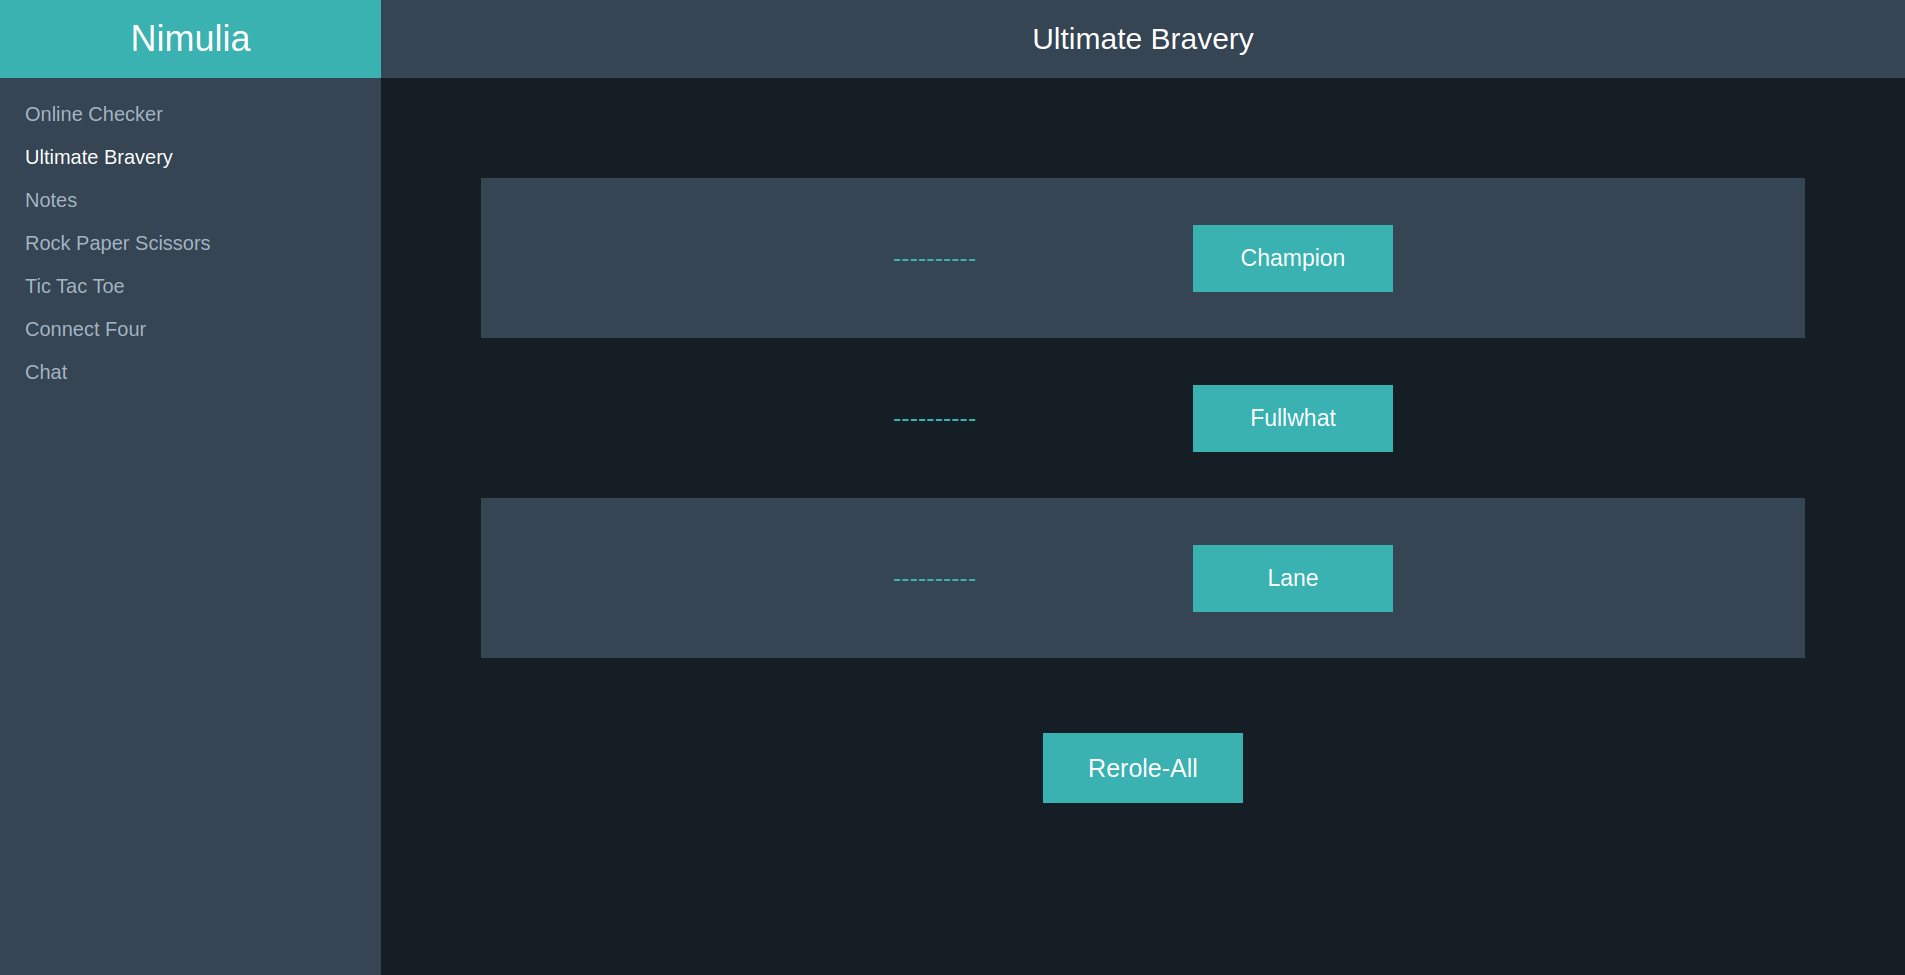 Nimulia
Ultimate Bravery
Online Checker
Ultimate Bravery
Notes
Rock Paper Scissors
Tic Tac Toe
Connect Four
Chat
---------- Champion
---------- Fullwhat
---------- Lane
Rerole-All